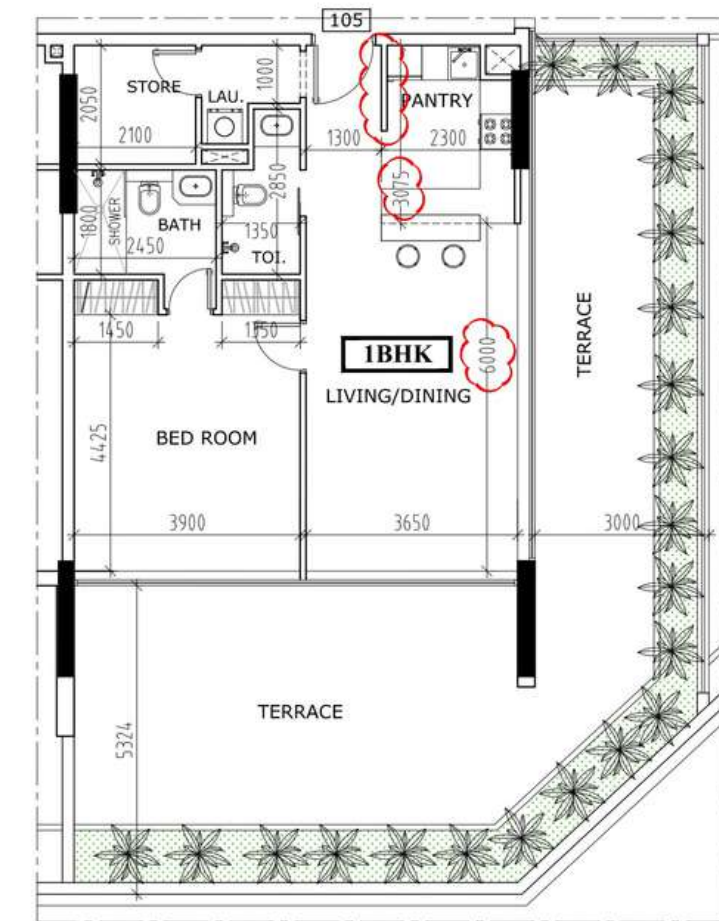 105
STORE
LAU.
1000
PANTRY
2050
2100
1300
2300
2850
3075
1800
SHOWER
BATH
2450
1350
TOI.
1450
1350
1BHK
6000
TERRACE
LIVING/DINING
BED ROOM
4425
3900
3650
3000
TERRACE
5324